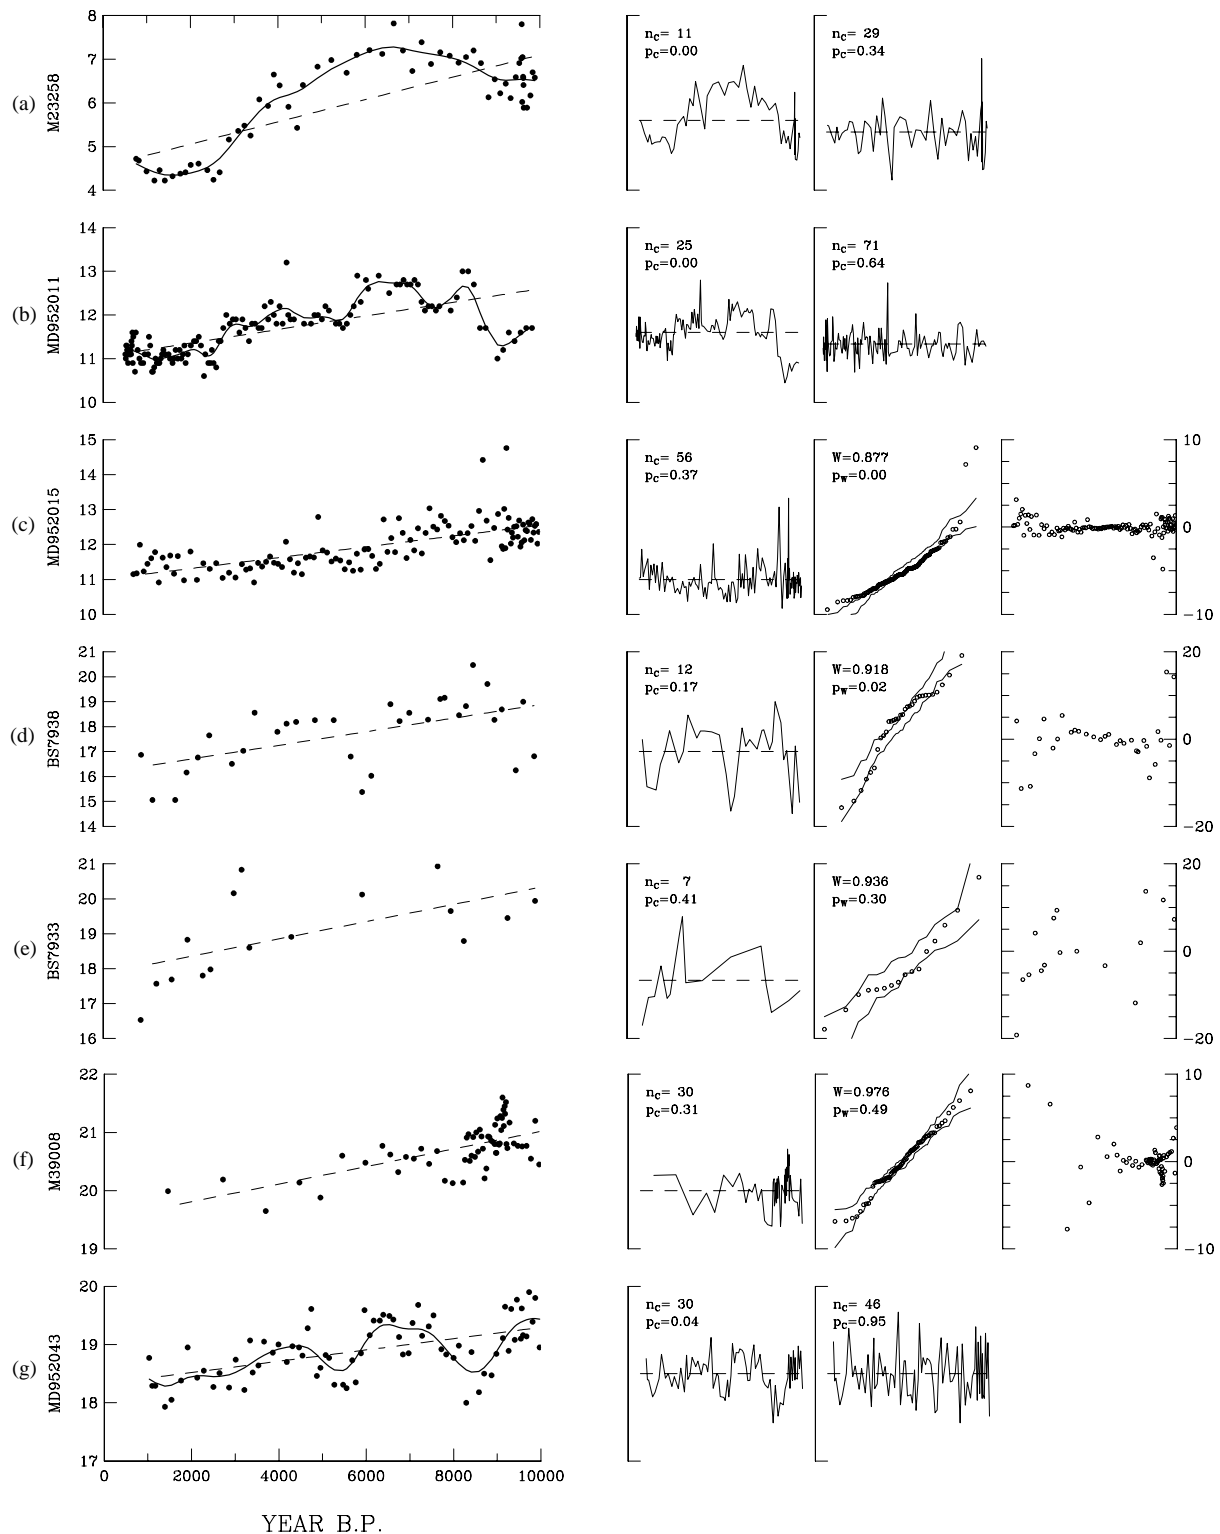 (a)
M23258
8
7
6
5
4
n_c= 11
p_c=0.00
n_c= 29
p_c=0.34
(b)
MD952011
14
13
12
11
10
n_c= 25
p_c=0.00
n_c= 71
p_c=0.64
(c)
MD952015
15
14
13
12
11
10
n_c= 56
p_c=0.37
W=0.877
p_w=0.00
10
0
−10
(d)
BS7938
21
20
19
18
17
16
15
14
n_c= 12
p_c=0.17
W=0.918
p_w=0.02
20
0
−20
(e)
BS7933
21
20
19
18
17
16
n_c= 7
p_c=0.41
W=0.936
p_w=0.30
20
0
−20
(f)
M39008
22
21
20
19
n_c= 30
p_c=0.31
W=0.976
p_w=0.49
10
0
−10
(g)
MD952043
20
19
18
17
n_c= 30
p_c=0.04
n_c= 46
p_c=0.95
0 2000 4000 6000 8000 10000
YEAR B.P.